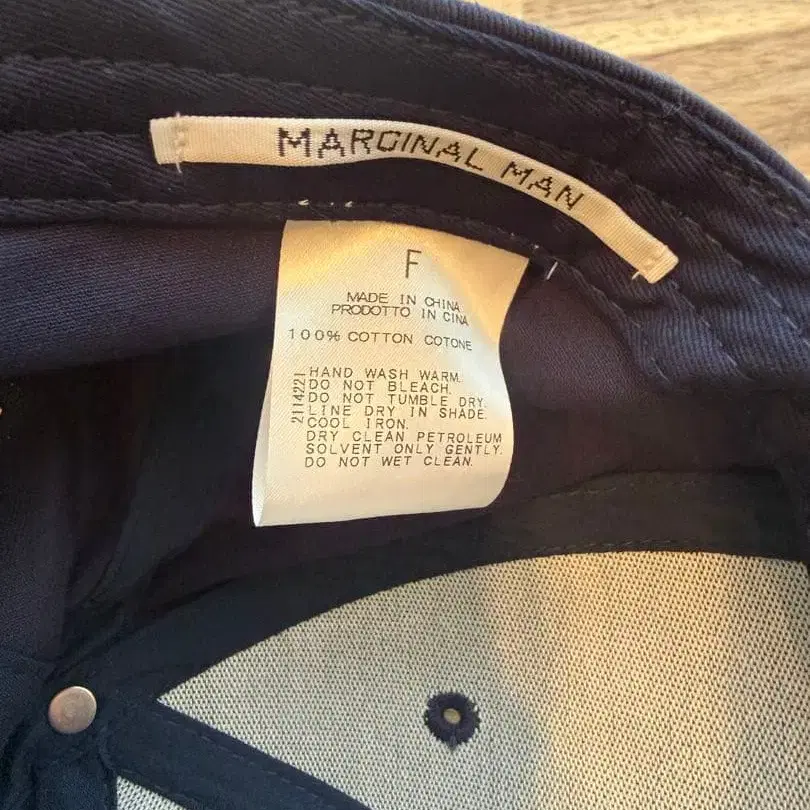 MARGINAL MAN
F
MADE IN CHINA
PRODOTTO IN CINA
100% COTTON COTONE
2114221
HAND WASH WARM.
DO NOT BLEACH.
DO NOT TUMBLE DRY.
LINE DRY IN SHADE.
COOL IRON.
DRY CLEAN PETROLEUM
SOLVENT ONLY GENTLY.
DO NOT WET CLEAN.